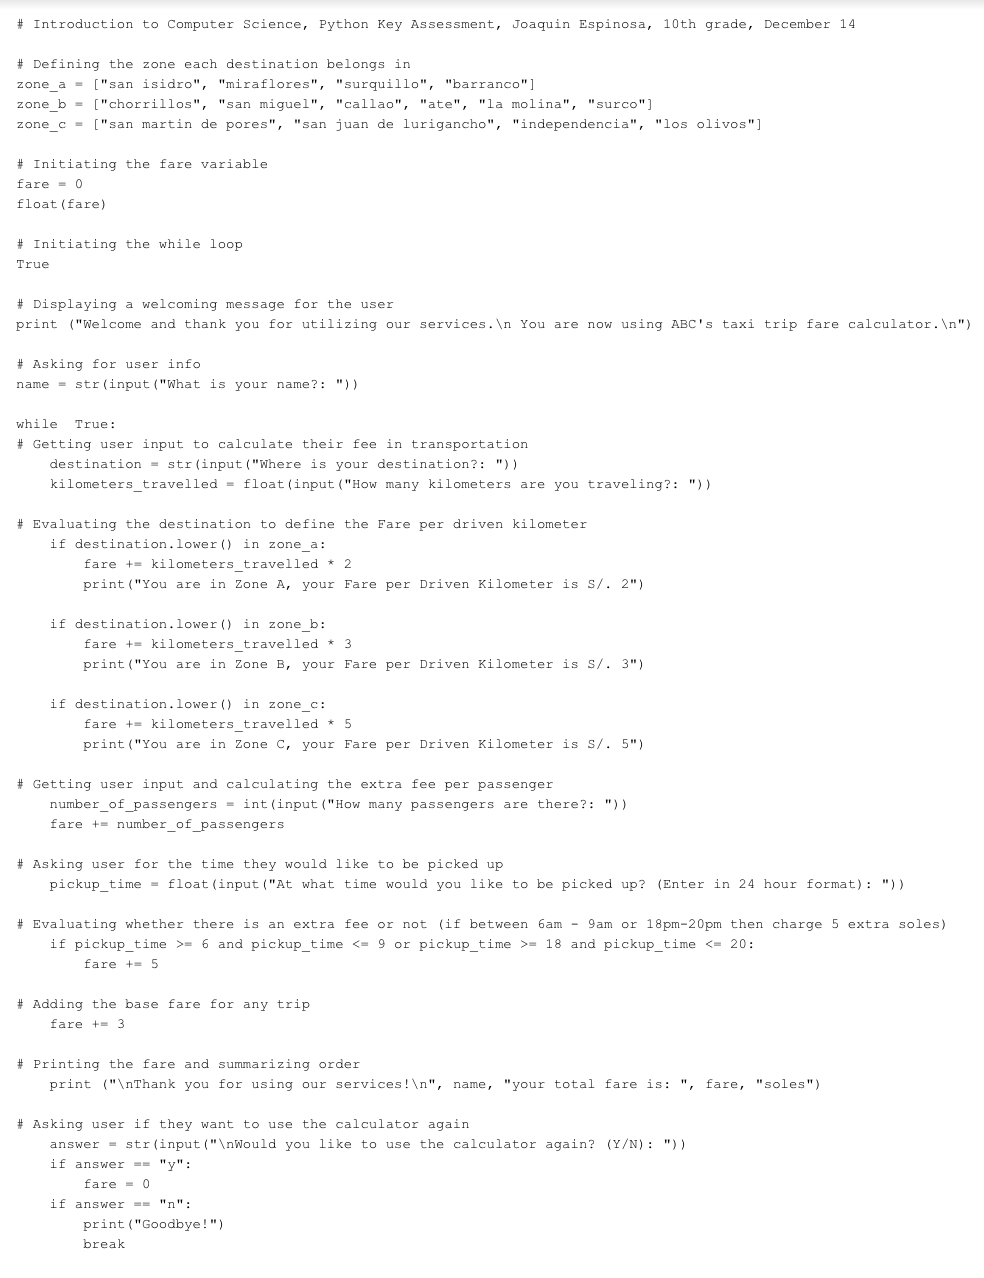 # Introduction to Computer Science, Python Key Assessment, Joaquin Espinosa, 10th grade, December 14

# Defining the zone each destination belongs in
zone_a = ["san isidro", "miraflores", "surquillo", "barranco"]
zone_b = ["chorrillos", "san miguel", "callao", "ate", "la molina", "surco"]
zone_c = ["san martin de pores", "san juan de lurigancho", "independencia", "los olivos"]

# Initiating the fare variable
fare = 0
float(fare)

# Initiating the while loop
True

# Displaying a welcoming message for the user
print ("Welcome and thank you for utilizing our services.\n You are now using ABC's taxi trip fare calculator.\n")

# Asking for user info
name = str(input("What is your name?: "))

while  True:
# Getting user input to calculate their fee in transportation
    destination = str(input("Where is your destination?: "))
    kilometers_travelled = float(input("How many kilometers are you traveling?: "))

# Evaluating the destination to define the Fare per driven kilometer
    if destination.lower() in zone_a:
        fare += kilometers_travelled * 2
        print("You are in Zone A, your Fare per Driven Kilometer is S/. 2")

    if destination.lower() in zone_b:
        fare += kilometers_travelled * 3
        print("You are in Zone B, your Fare per Driven Kilometer is S/. 3")

    if destination.lower() in zone_c:
        fare += kilometers_travelled * 5
        print("You are in Zone C, your Fare per Driven Kilometer is S/. 5")

# Getting user input and calculating the extra fee per passenger
    number_of_passengers = int(input("How many passengers are there?: "))
    fare += number_of_passengers

# Asking user for the time they would like to be picked up
    pickup_time = float(input("At what time would you like to be picked up? (Enter in 24 hour format): "))

# Evaluating whether there is an extra fee or not (if between 6am - 9am or 18pm-20pm then charge 5 extra soles)
    if pickup_time >= 6 and pickup_time <= 9 or pickup_time >= 18 and pickup_time <= 20:
        fare += 5

# Adding the base fare for any trip
    fare += 3

# Printing the fare and summarizing order
    print ("\nThank you for using our services!\n", name, "your total fare is: ", fare, "soles")

# Asking user if they want to use the calculator again
    answer = str(input("\nWould you like to use the calculator again? (Y/N): "))
    if answer == "y":
        fare = 0
    if answer == "n":
        print("Goodbye!")
        break